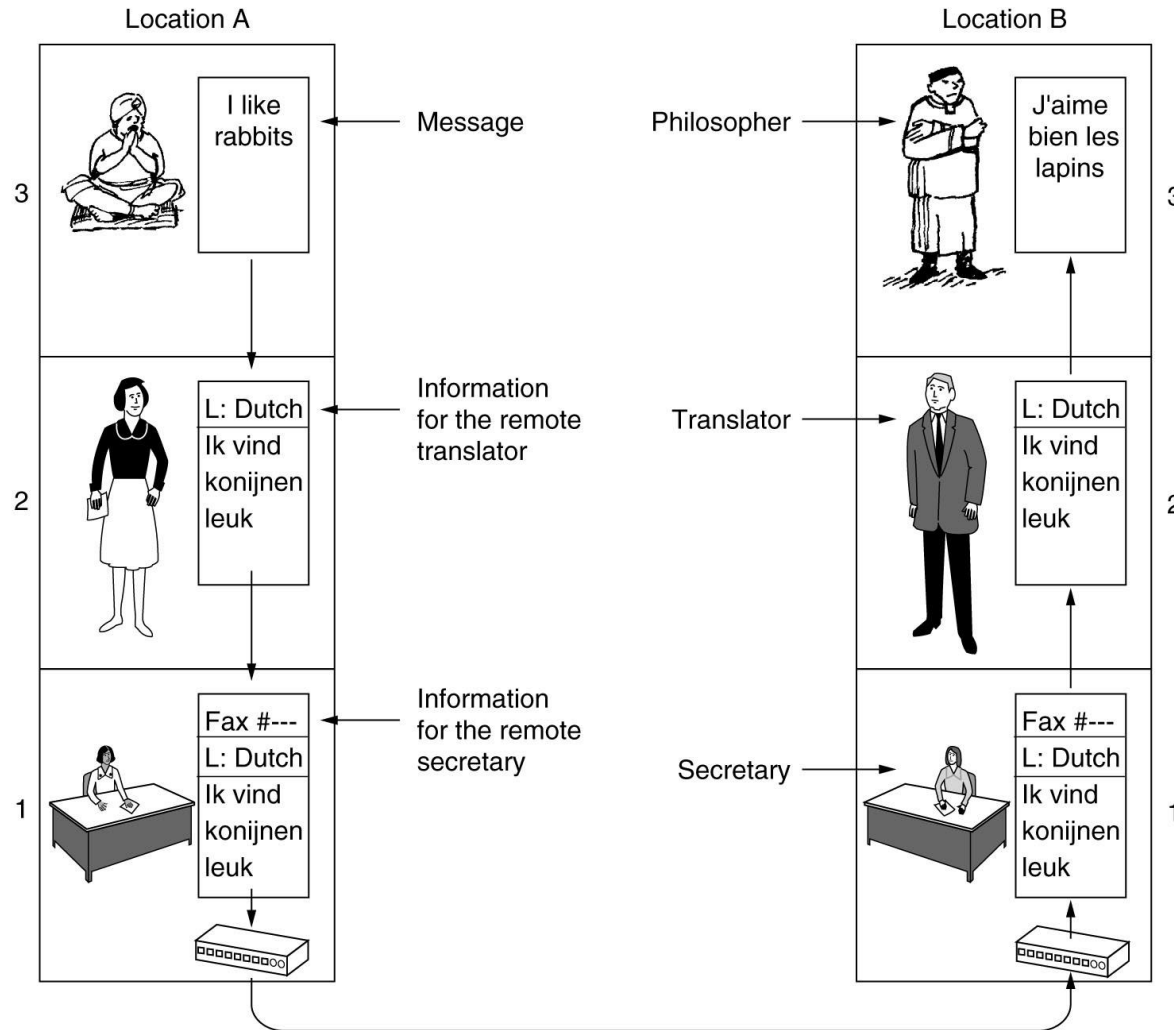 Location A
Location B
I like
rabbits
Message
Philosopher
J'aime
bien les
lapins
3
3
L: Dutch
Ik vind
konijnen
leuk
Information
for the remote
translator
Translator
L: Dutch
Ik vind
konijnen
leuk
2
2
Fax #---
L: Dutch
Ik vind
konijnen
leuk
Information
for the remote
secretary
Secretary
Fax #---
L: Dutch
Ik vind
konijnen
leuk
1
1